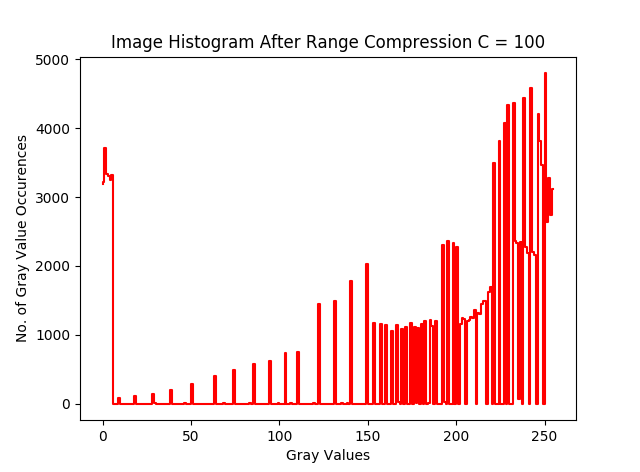 Image Histogram After Range Compression C = 100
No. of Gray Value Occurences
5000
4000
3000
2000
1000
0
0 50 100 150 200 250
Gray Values